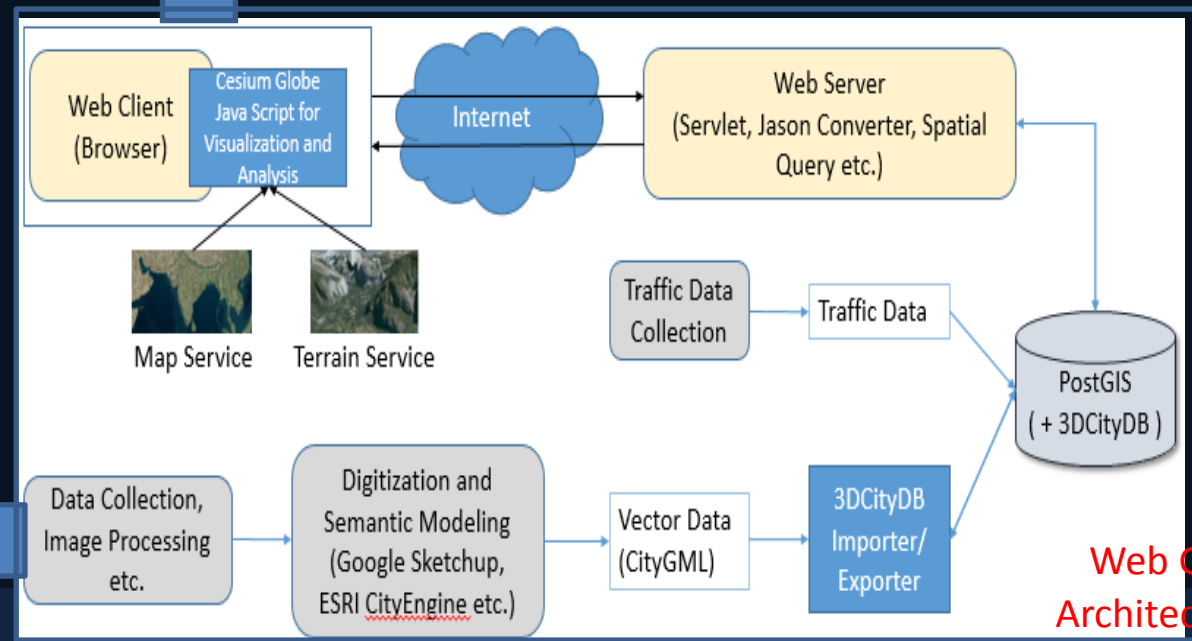 Web Client
(Browser)
Cesium Globe
Java Script for
Visualization and
Analysis
Internet
Web Server
(Servlet, Jason Converter, Spatial
Query etc.)
Map Service
Terrain Service
Traffic Data
Collection
Traffic Data
PostGIS
( + 3DCityDB )
Data Collection,
Image Processing
etc.
Digitization and
Semantic Modeling
(Google Sketchup,
ESRI CityEngine etc.)
Vector Data
(CityGML)
3DCityDB
Importer/
Exporter
Web